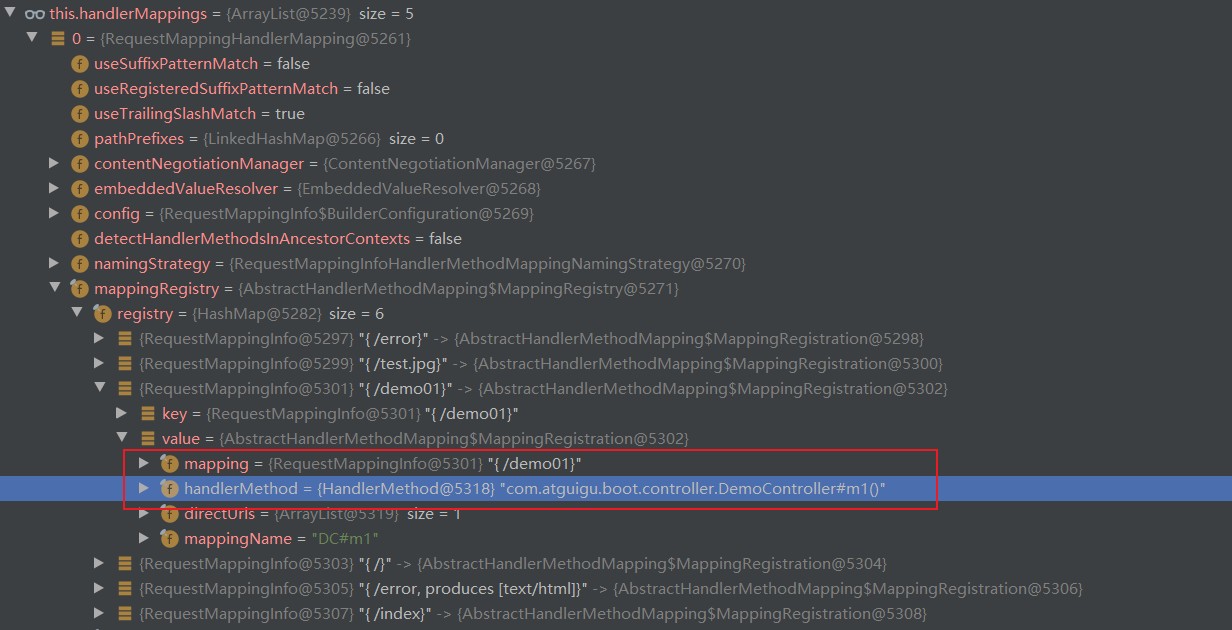 this.handlerMappings = {ArrayList@5239} size = 5
0 = {RequestMappingHandlerMapping@5261}
f useSuffixPatternMatch = false
f useRegisteredSuffixPatternMatch = false
f useTrailingSlashMatch = true
f pathPrefixes = {LinkedHashMap@5266} size = 0
f contentNegotiationManager = {ContentNegotiationManager@5267}
f embeddedValueResolver = {EmbeddedValueResolver@5268}
f config = {RequestMappingInfo$BuilderConfiguration@5269}
f detectHandlerMethodsInAncestorContexts = false
f namingStrategy = {RequestMappingInfoHandlerMethodMappingNamingStrategy@5270}
f mappingRegistry = {AbstractHandlerMethodMapping$MappingRegistry@5271}
f registry = {HashMap@5282} size = 6
{RequestMappingInfo@5297} "{ /error}" -> {AbstractHandlerMethodMapping$MappingRegistration@5298}
{RequestMappingInfo@5299} "{ /test.jpg}" -> {AbstractHandlerMethodMapping$MappingRegistration@5300}
{RequestMappingInfo@5301} "{ /demo01}" -> {AbstractHandlerMethodMapping$MappingRegistration@5302}
key = {RequestMappingInfo@5301} "{ /demo01}"
value = {AbstractHandlerMethodMapping$MappingRegistration@5302}
f mapping = {RequestMappingInfo@5301} "{ /demo01}"
f handlerMethod = {HandlerMethod@5318} "com.atguigu.boot.controller.DemoController#m1()"
f directUrls = {ArrayList@5319} size = 1
f mappingName = "DC#m1"
{RequestMappingInfo@5303} "{ /}" -> {AbstractHandlerMethodMapping$MappingRegistration@5304}
{RequestMappingInfo@5305} "{ /error, produces [text/html]}" -> {AbstractHandlerMethodMapping$MappingRegistration@5306}
{RequestMappingInfo@5307} "{ /index}" -> {AbstractHandlerMethodMapping$MappingRegistration@5308}